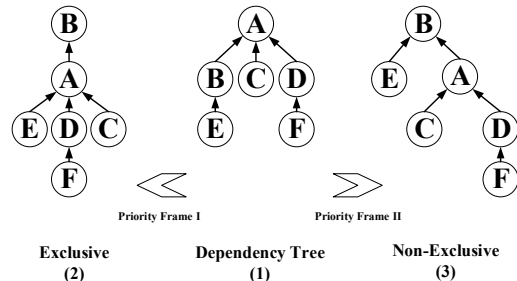 B A B
A B C D E A
E D C E F C D
F F
Priority Frame I Priority Frame II
Exclusive Dependency Tree Non-Exclusive
(2) (1) (3)